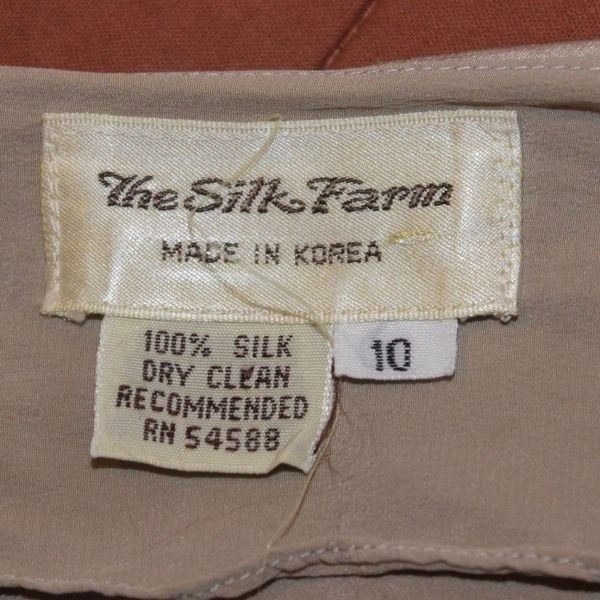 The Silk Farm
MADE IN KOREA
100% SILK
DRY CLEAN
RECOMMENDED
RN 54588
10